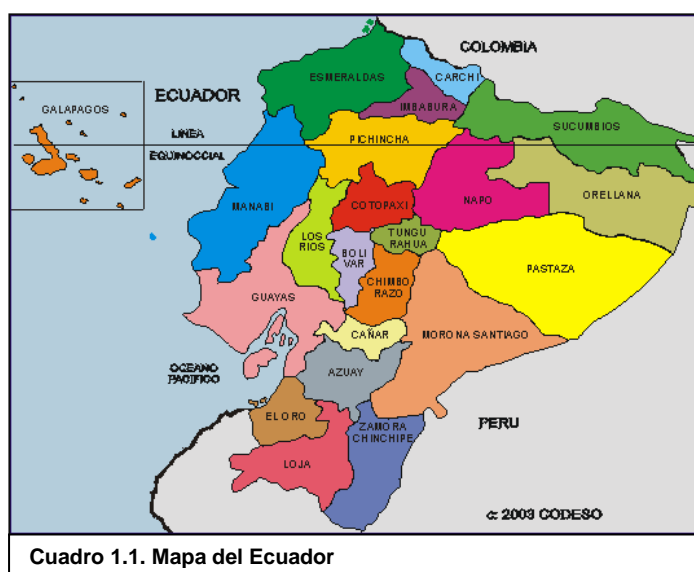 COLOMBIA
ESMERALDAS
CARCHI
IMBABURA
GALAPAGOS
ECUADOR
LINEA
EQUINOCCIAL
PICHINCHA
SUCUMBIOS
MANABI
COTOPAXI
NAPO
ORELLANA
LOS
RIOS
BOLI
VAR
TUNGU
RAHUA
CHIMBO
RAZO
PASTAZA
GUAYAS
CAÑAR
MORONA SANTIAGO
OCEANO
PACIFICO
AZUAY
EL ORO
ZAMORA
CHINCHIPE
LOJA
PERU
c: 2003 CODESO
Cuadro 1.1. Mapa del Ecuador